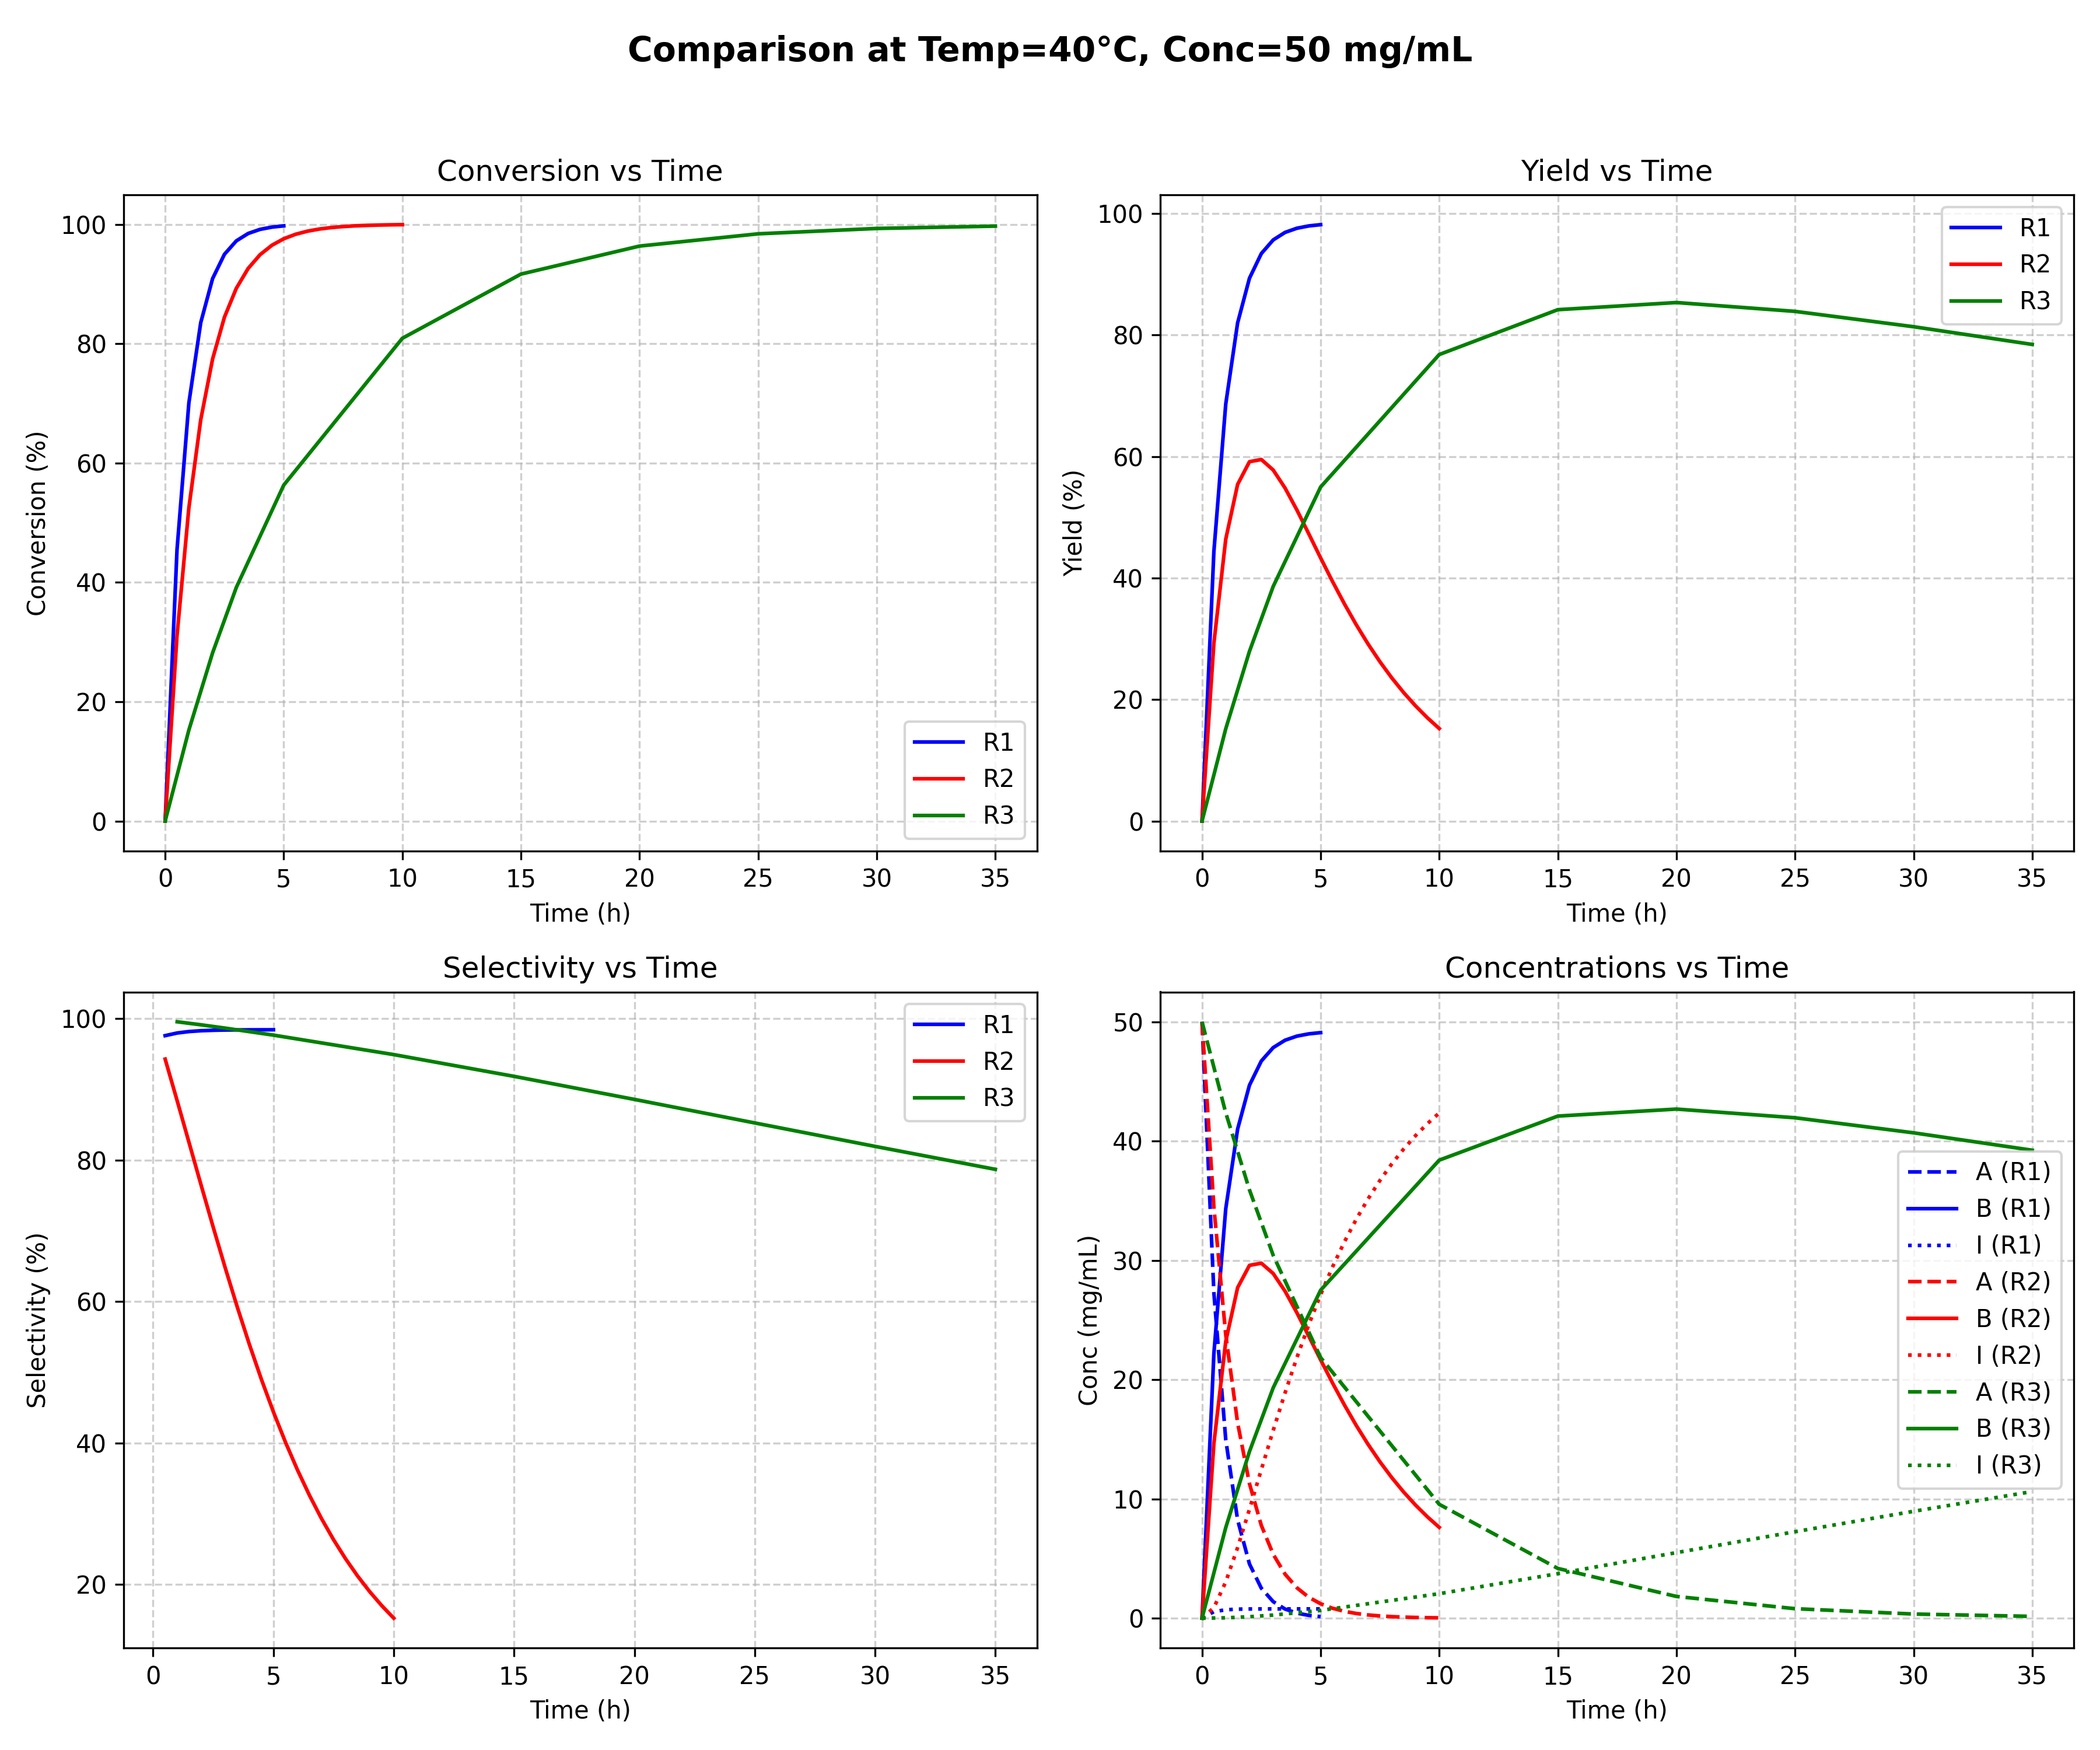 Comparison at Temp=40°C, Conc=50 mg/mL
Conversion vs Time
Conversion (%)
100
80
60
40
20
0
R1
R2
R3
0 5 10 15 20 25 30 35
Time (h)
Yield vs Time
Yield (%)
100
80
60
40
20
0
R1
R2
R3
0 5 10 15 20 25 30 35
Time (h)
Selectivity vs Time
Selectivity (%)
100
80
60
40
20
R1
R2
R3
0 5 10 15 20 25 30 35
Time (h)
Concentrations vs Time
Conc (mg/mL)
50
40
30
20
10
0
A (R1)
B (R1)
I (R1)
A (R2)
B (R2)
I (R2)
A (R3)
B (R3)
I (R3)
0 5 10 15 20 25 30 35
Time (h)